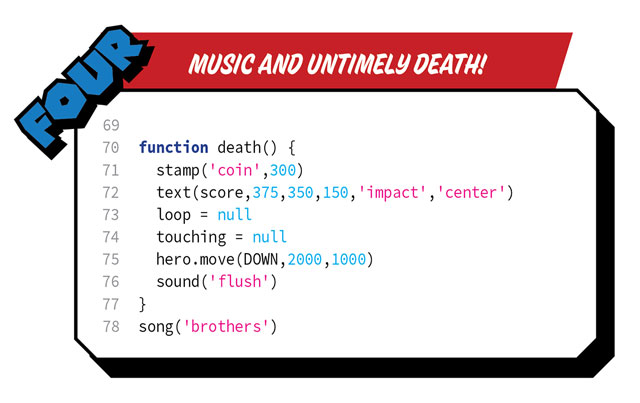 FOUR
MUSIC AND UNTIMELY DEATH!
69
70 function death() {
71   stamp('coin',300)
72   text(score,375,350,150,'impact','center')
73   loop = null
74   touching = null
75   hero.move(DOWN,2000,1000)
76   sound('flush')
77 }
78 song('brothers')